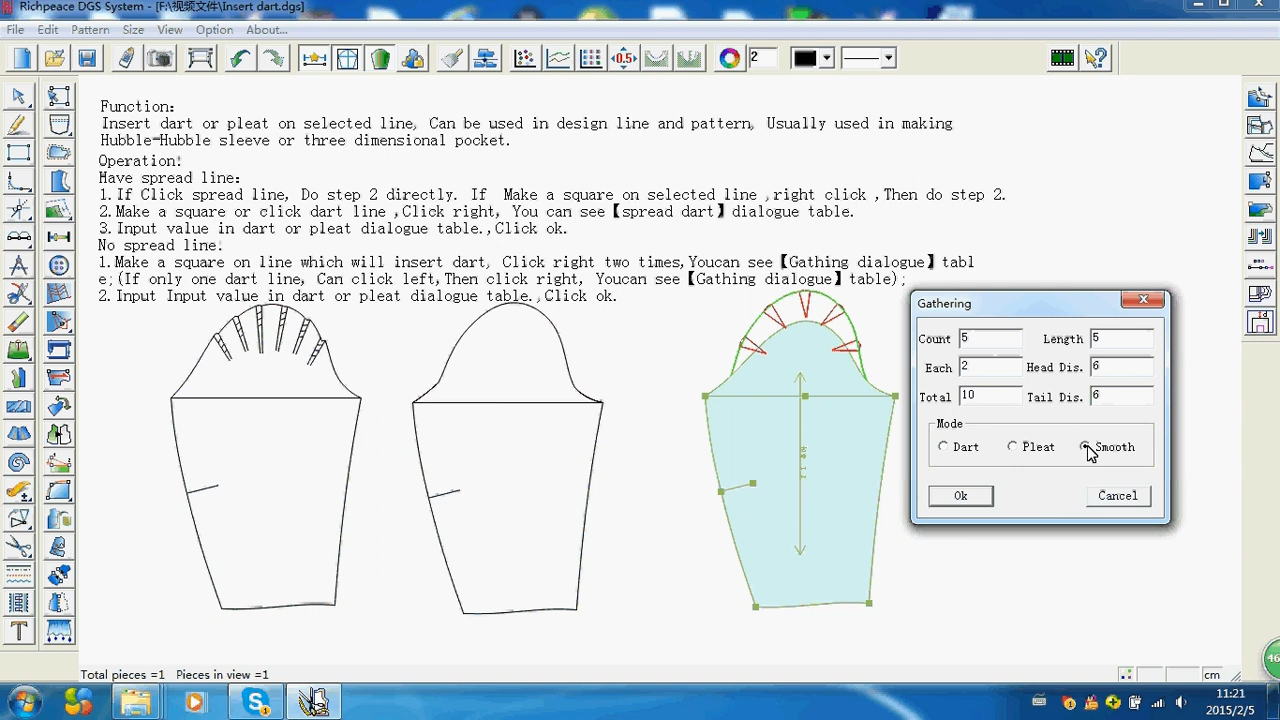 Richpeace DGS System - [F:\视频文件\Insert dart.dgs]
File Edit Pattern Size View Option About...
2
Function:
Insert dart or pleat on selected line, Can be used in design line and pattern, Usually used in making
Hubble-Hubble sleeve or three dimensional pocket.
Operation:
Have spread line:
1.If Click spread line, Do step 2 directly. If Make a square on selected line ,right click ,Then do step 2.
2.Make a square or click dart line ,Click right, You can see【spread dart】dialogue table.
3.Input value in dart or pleat dialogue table.,Click ok.
No spread line:
1.Make a square on line which will insert dart, Click right two times,Youcan see【Gathing dialogue】tabl
e;(If only one dart line, Can click left,Then click right, Youcan see【Gathing dialogue】table);
2.Input Input value in dart or pleat dialogue table.,Click ok.
Gathering
Count 5 Length 5
Each 2 Head Dis. 6
Total 10 Tail Dis. 6
Mode
Dart Pleat Smooth
Ok Cancel
Total pieces =1 Pieces in view =1
cm
46
11:21
2015/2/5